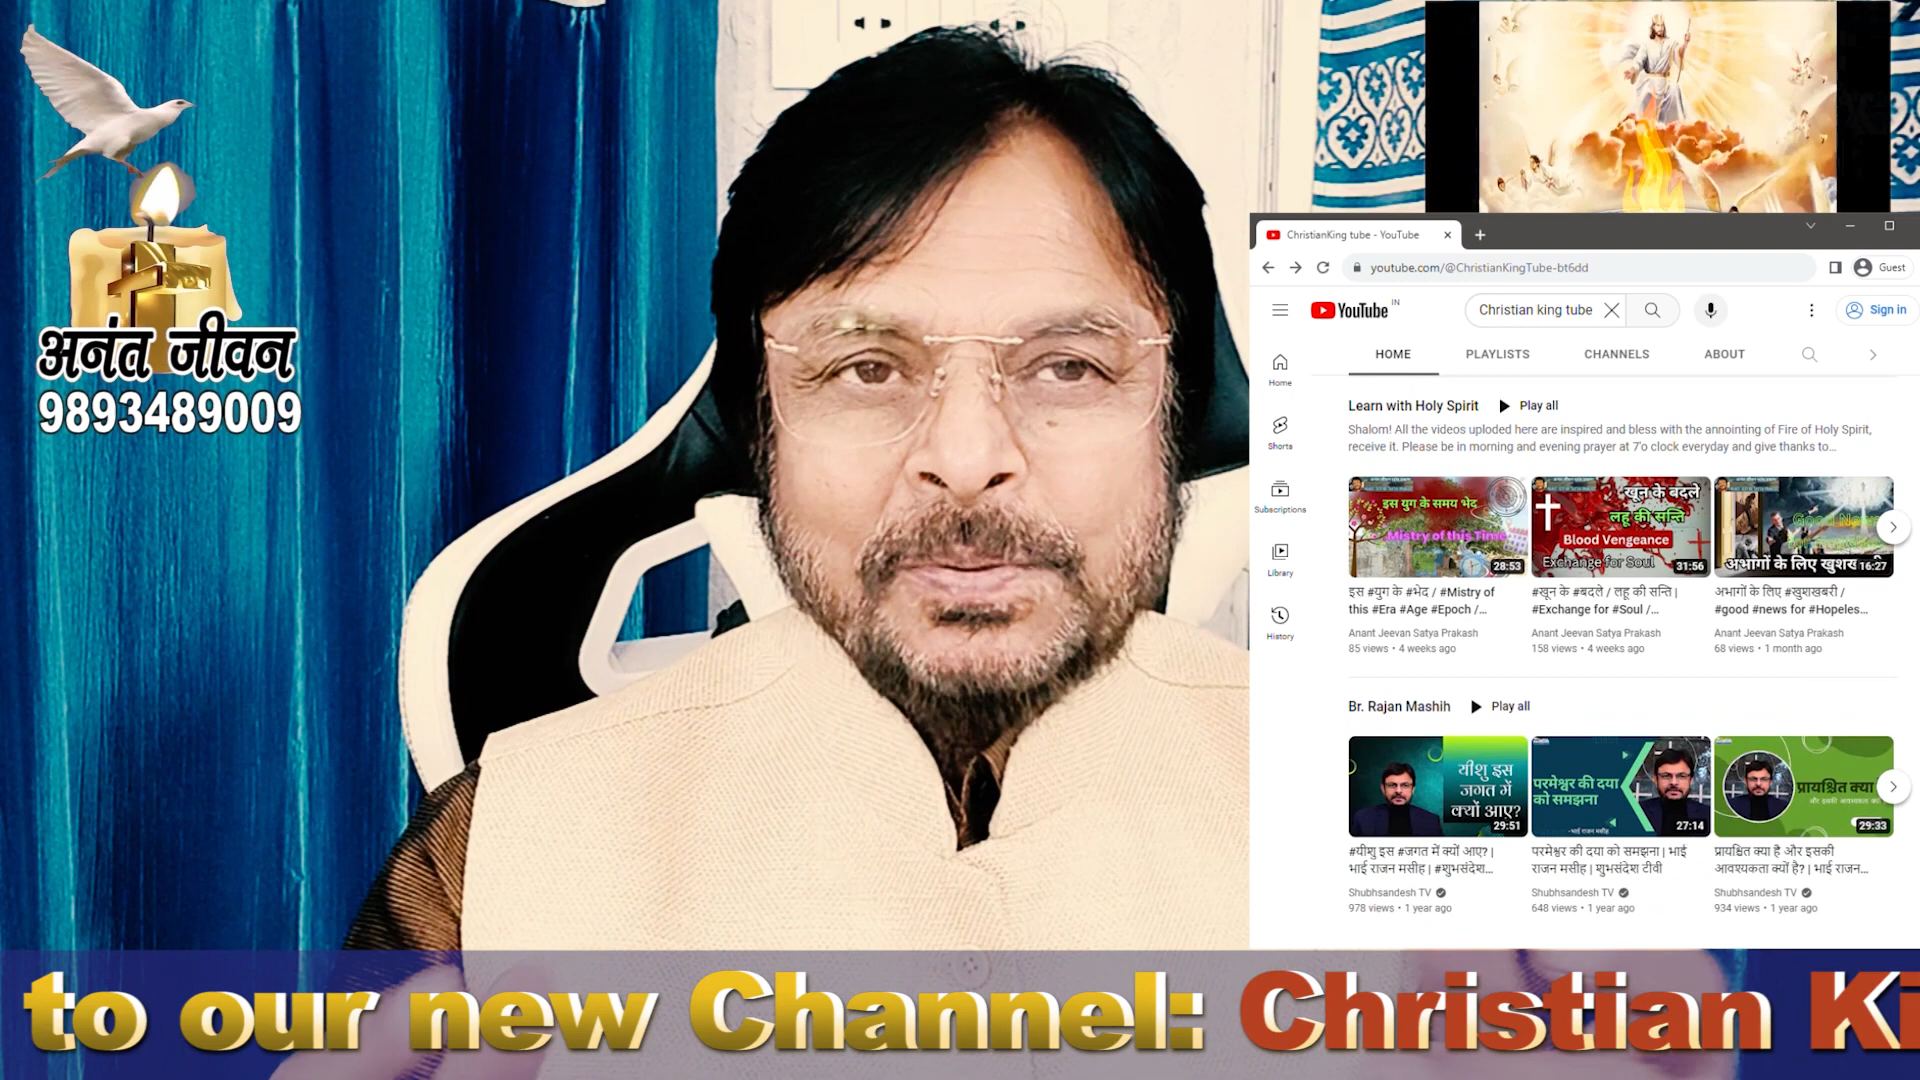 अनंत जीवन
9893489009
ChristianKing tube - YouTube
youtube.com/@ChristianKingTube-bt6dd
Guest
YouTube IN
Christian king tube
Sign in
HOME
PLAYLISTS
CHANNELS
ABOUT
Home
Shorts
Subscriptions
Library
History
Learn with Holy Spirit
Play all
Shalom! All the videos uploded here are inspired and bless with the annointing of Fire of Holy Spirit,
receive it. Please be in morning and evening prayer at 7'o clock everyday and give thanks to...
इस युग के समय भेद
Mistry of this Time
28:53
खून के बदले
लहू की सन्ति
Blood Vengeance
Exchange for Soul
31:56
अभागों के लिए खुश
16:27
इस #युग के #भेद / #Mistry of
this #Era #Age #Epoch /...
Anant Jeevan Satya Prakash
85 views • 4 weeks ago
#खून के #बदले / लहू की सन्ति |
#Exchange for #Soul /...
Anant Jeevan Satya Prakash
158 views • 4 weeks ago
अभागों के लिए #खुशखबरी /
#good #news for #Hopeles...
Anant Jeevan Satya Prakash
68 views • 1 month ago
Br. Rajan Mashih
Play all
यीशु इस
जगत में
क्यों आए?
29:51
परमेश्वर की दया
को समझना
-भाई राजन मसीह
27:14
प्रायश्चित क्या
29:33
#यीशु इस #जगत में क्यों आए? |
भाई राजन मसीह | #शुभसंदेश...
Shubhsandesh TV
978 views • 1 year ago
परमेश्वर की दया को समझना | भाई
राजन मसीह | शुभसंदेश टीवी
Shubhsandesh TV
648 views • 1 year ago
प्रायश्चित क्या है और इसकी
आवश्यकता क्यों है? | भाई राजन...
Shubhsandesh TV
934 views • 1 year ago
to our new Channel: Christian Ki